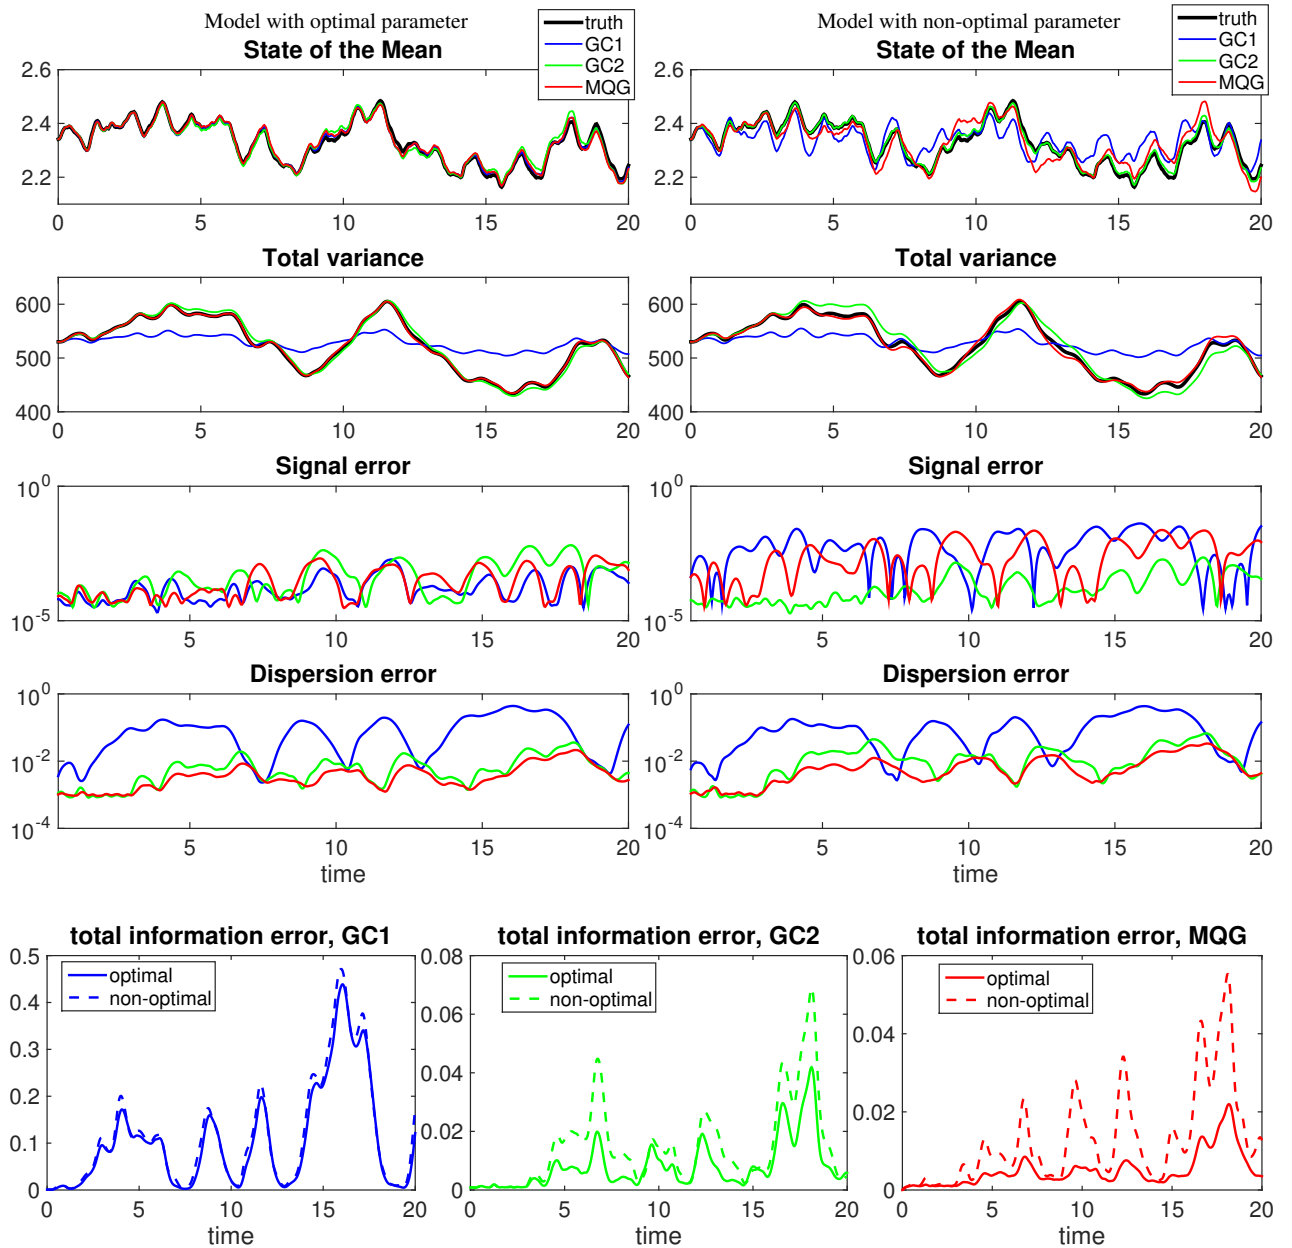 Model with optimal parameter
State of the Mean
truth
GC1
GC2
MQG
2.6
2.4
2.2
0 5 10 15 20
Model with non-optimal parameter
State of the Mean
truth
GC1
GC2
MQG
2.6
2.4
2.2
0 5 10 15 20
Total variance
600
500
400
0 5 10 15 20
Total variance
600
500
400
0 5 10 15 20
Signal error
10^0
10^-5
5 10 15 20
Signal error
10^0
10^-5
5 10 15 20
Dispersion error
10^0
10^-2
10^-4
5 10 15 20
time
Dispersion error
10^0
10^-2
10^-4
5 10 15 20
time
total information error, GC1
optimal
non-optimal
0.5
0.4
0.3
0.2
0.1
0
0 5 10 15 20
time
total information error, GC2
optimal
non-optimal
0.08
0.06
0.04
0.02
0
0 5 10 15 20
time
total information error, MQG
optimal
non-optimal
0.06
0.04
0.02
0
0 5 10 15 20
time